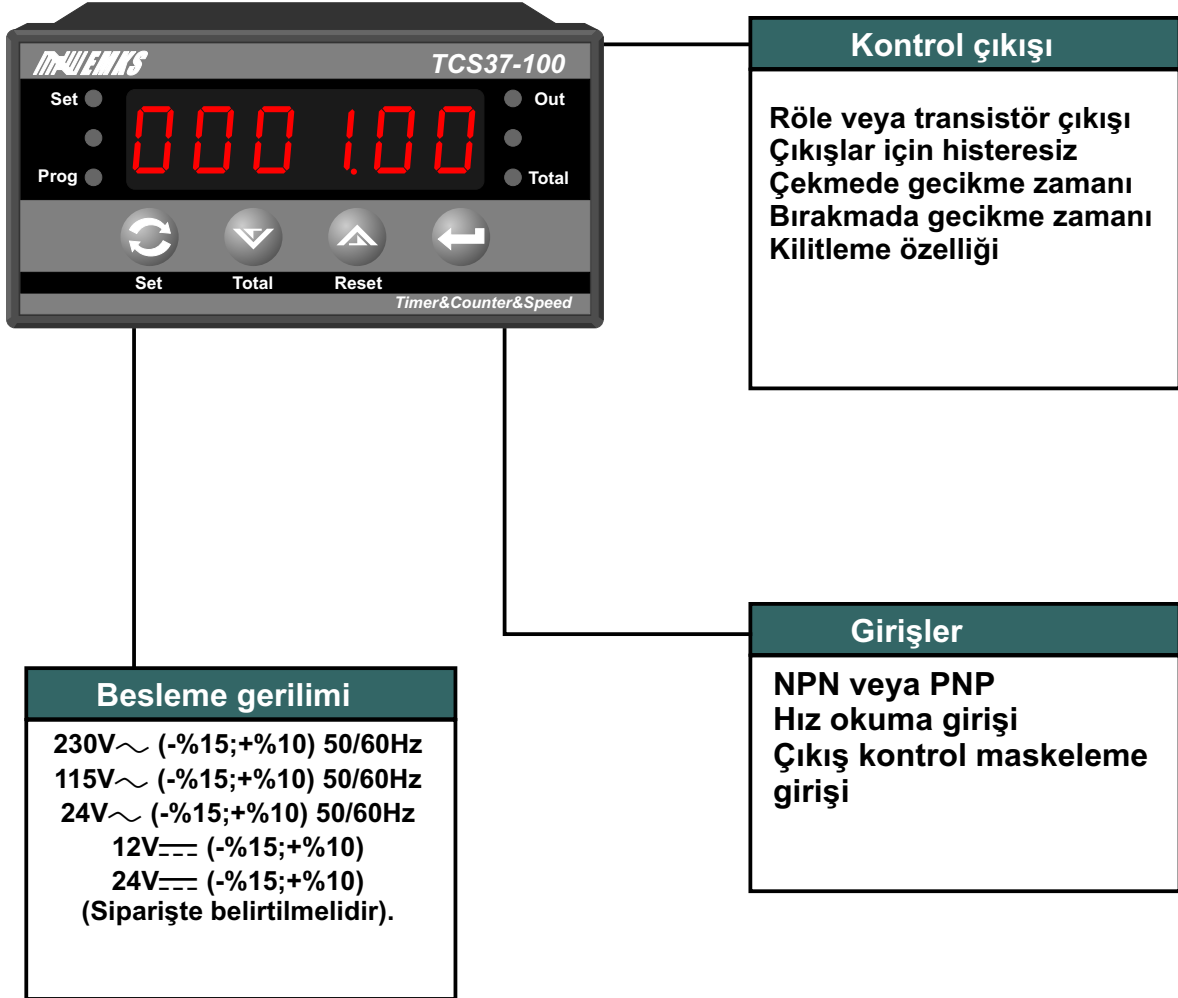 TCS37-100
Set
Out
0001.00
Prog
Total
Set Total Reset
Timer&Counter&Speed
Kontrol çıkışı
Röle veya transistör çıkışı
Çıkışlar için histeresiz
Çekmede gecikme zamanı
Bırakmada gecikme zamanı
Kilitleme özelliği
Girişler
NPN veya PNP
Hız okuma girişi
Çıkış kontrol maskeleme
girişi
Besleme gerilimi
230V～ (-%15;+%10) 50/60Hz
115V～ (-%15;+%10) 50/60Hz
24V～ (-%15;+%10) 50/60Hz
12V⎓ (-%15;+%10)
24V⎓ (-%15;+%10)
(Siparişte belirtilmelidir).